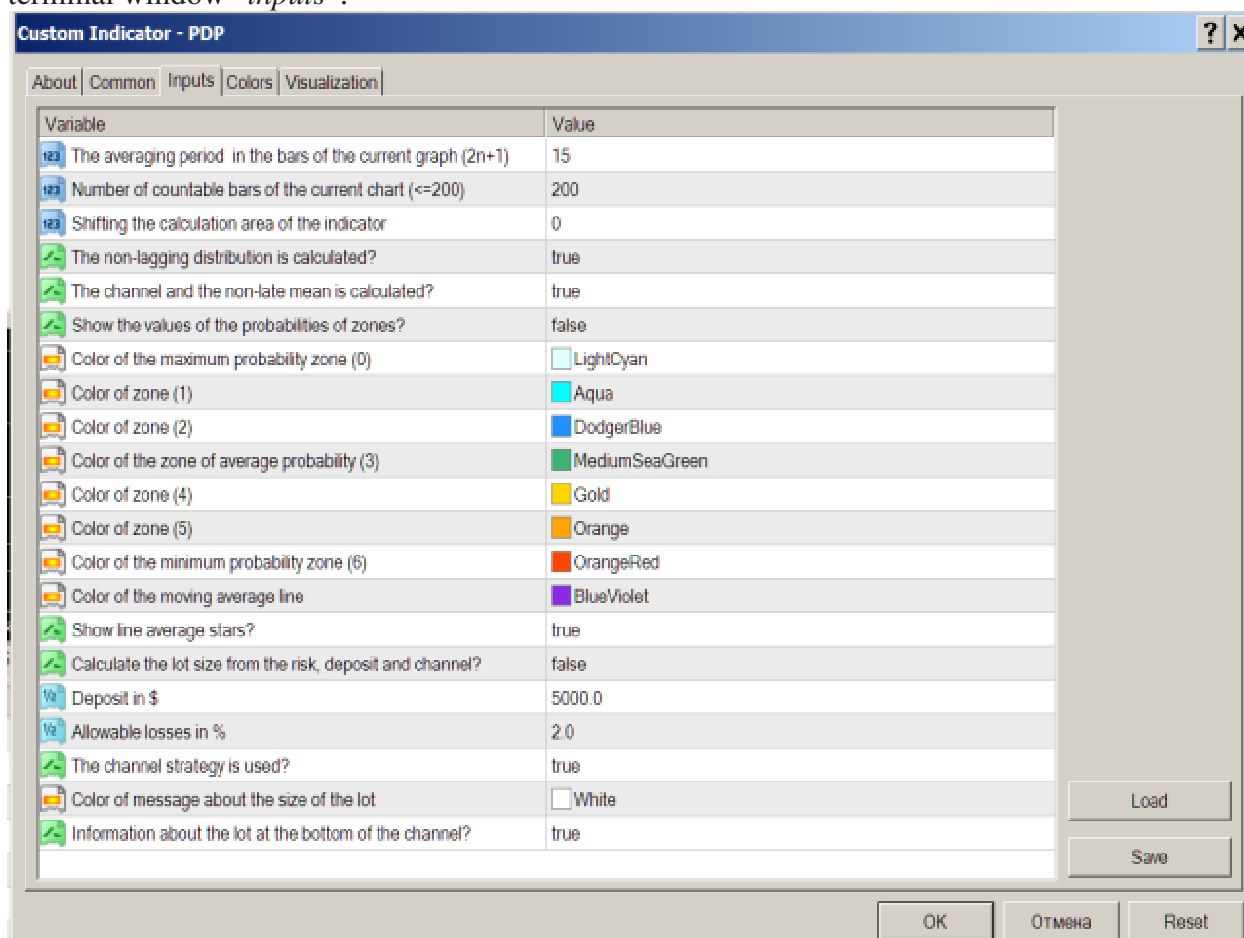 terminal window "inputs".
Custom Indicator - PDP ? X
About Common Inputs Colors Visualization
Variable Value
123 The averaging period in the bars of the current graph (2n+1) 15
123 Number of countable bars of the current chart (<=200) 200
123 Shifting the calculation area of the indicator 0
The non-lagging distribution is calculated? true
The channel and the non-late mean is calculated? true
Show the values of the probabilities of zones? false
Color of the maximum probability zone (0) LightCyan
Color of zone (1) Aqua
Color of zone (2) DodgerBlue
Color of the zone of average probability (3) MediumSeaGreen
Color of zone (4) Gold
Color of zone (5) Orange
Color of the minimum probability zone (6) OrangeRed
Color of the moving average line BlueViolet
Show line average stars? true
Calculate the lot size from the risk, deposit and channel? false
½ Deposit in $ 5000.0
½ Allowable losses in % 2.0
The channel strategy is used? true
Color of message about the size of the lot White
Information about the lot at the bottom of the channel? true
Load
Save
OK Отмена Reset